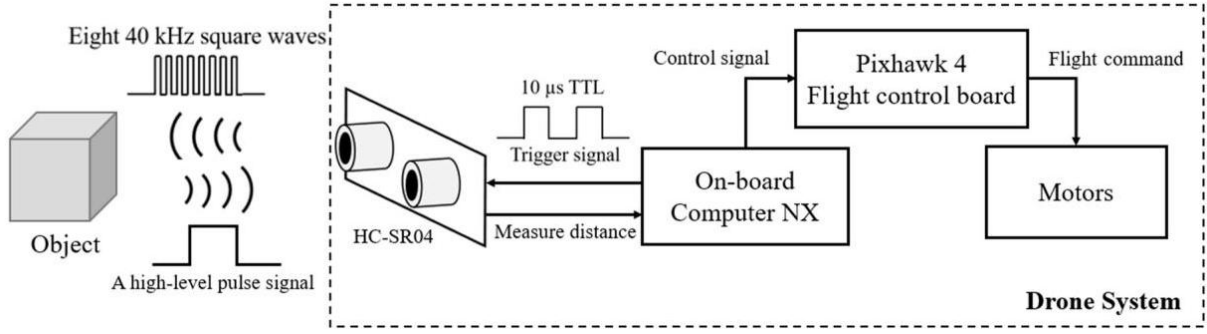 Eight 40 kHz square waves
Object
A high-level pulse signal
HC-SR04
10 μs TTL
Trigger signal
Measure distance
On-board
Computer NX
Control signal
Pixhawk 4
Flight control board
Flight command
Motors
Drone System